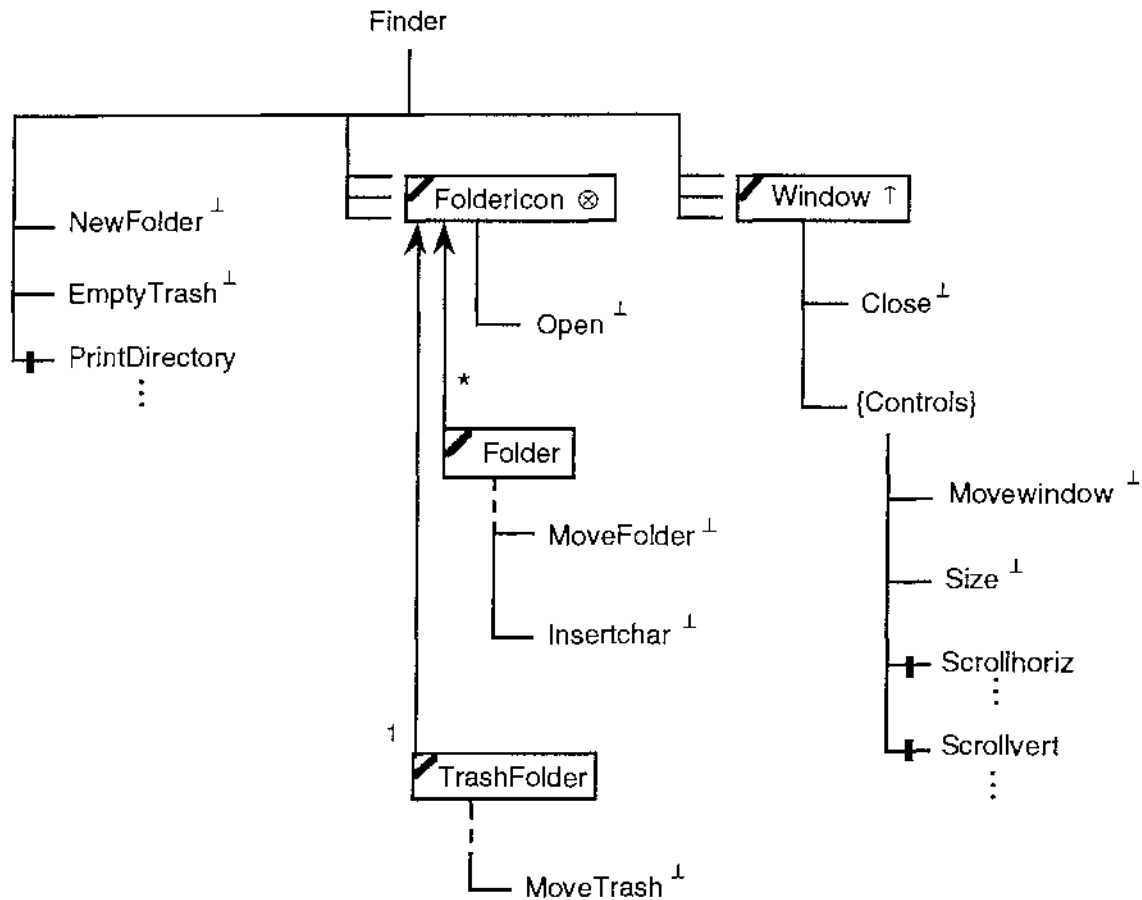 Finder
FolderIcon ⊗
Window ↑
NewFolder ⊥
EmptyTrash ⊥
PrintDirectory
Open ⊥
Close ⊥
*
{Controls}
Folder
Movewindow ⊥
MoveFolder ⊥
Size ⊥
Insertchar ⊥
Scrollhoriz
1
Scrollvert
TrashFolder
MoveTrash ⊥